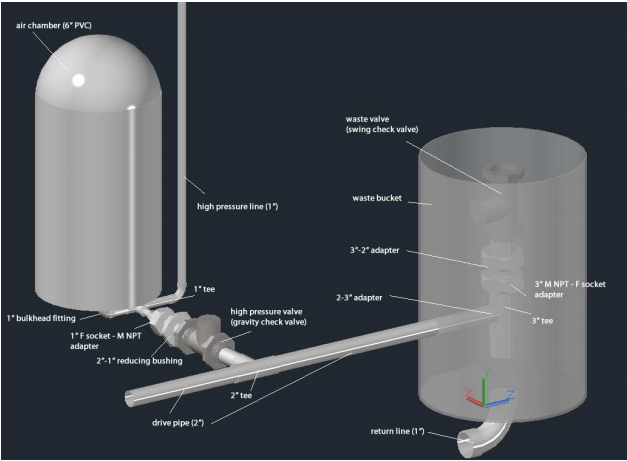 air chamber (6" PVC)
waste valve
(swing check valve)
waste bucket
high pressure line (1")
3"-2" adapter
1" tee
2-3" adapter
3" M NPT - F socket
adapter
1" bulkhead fitting
high pressure valve
(gravity check valve)
3" tee
1" F socket - M NPT
adapter
2"-1" reducing bushing
2" tee
drive pipe (2")
return line (1")
Y
X
Z